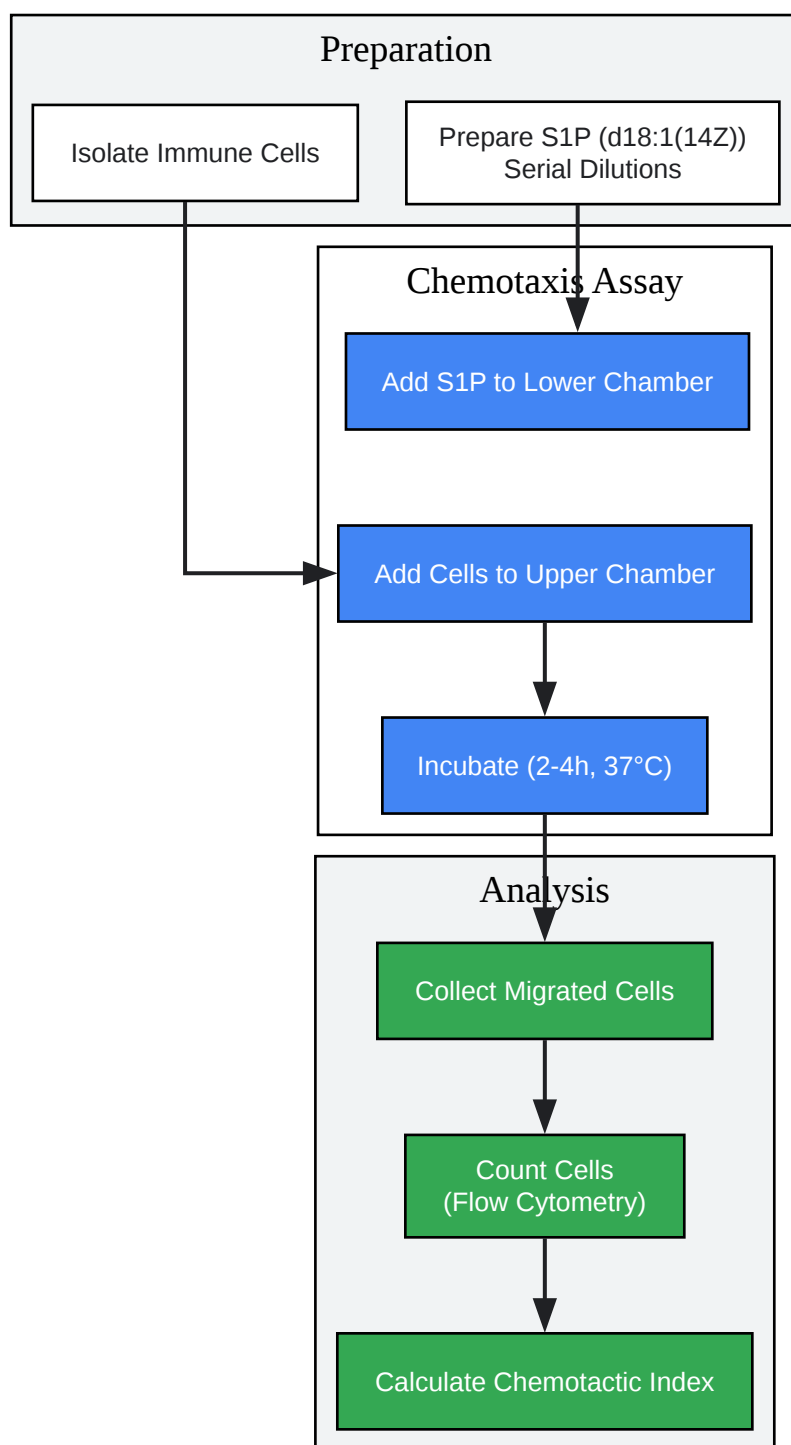 Preparation
Isolate Immune Cells
Prepare S1P (d18:1(14Z))
Serial Dilutions
Chemotaxis Assay
Add S1P to Lower Chamber
Add Cells to Upper Chamber
Incubate (2-4h, 37°C)
Analysis
Collect Migrated Cells
Count Cells
(Flow Cytometry)
Calculate Chemotactic Index